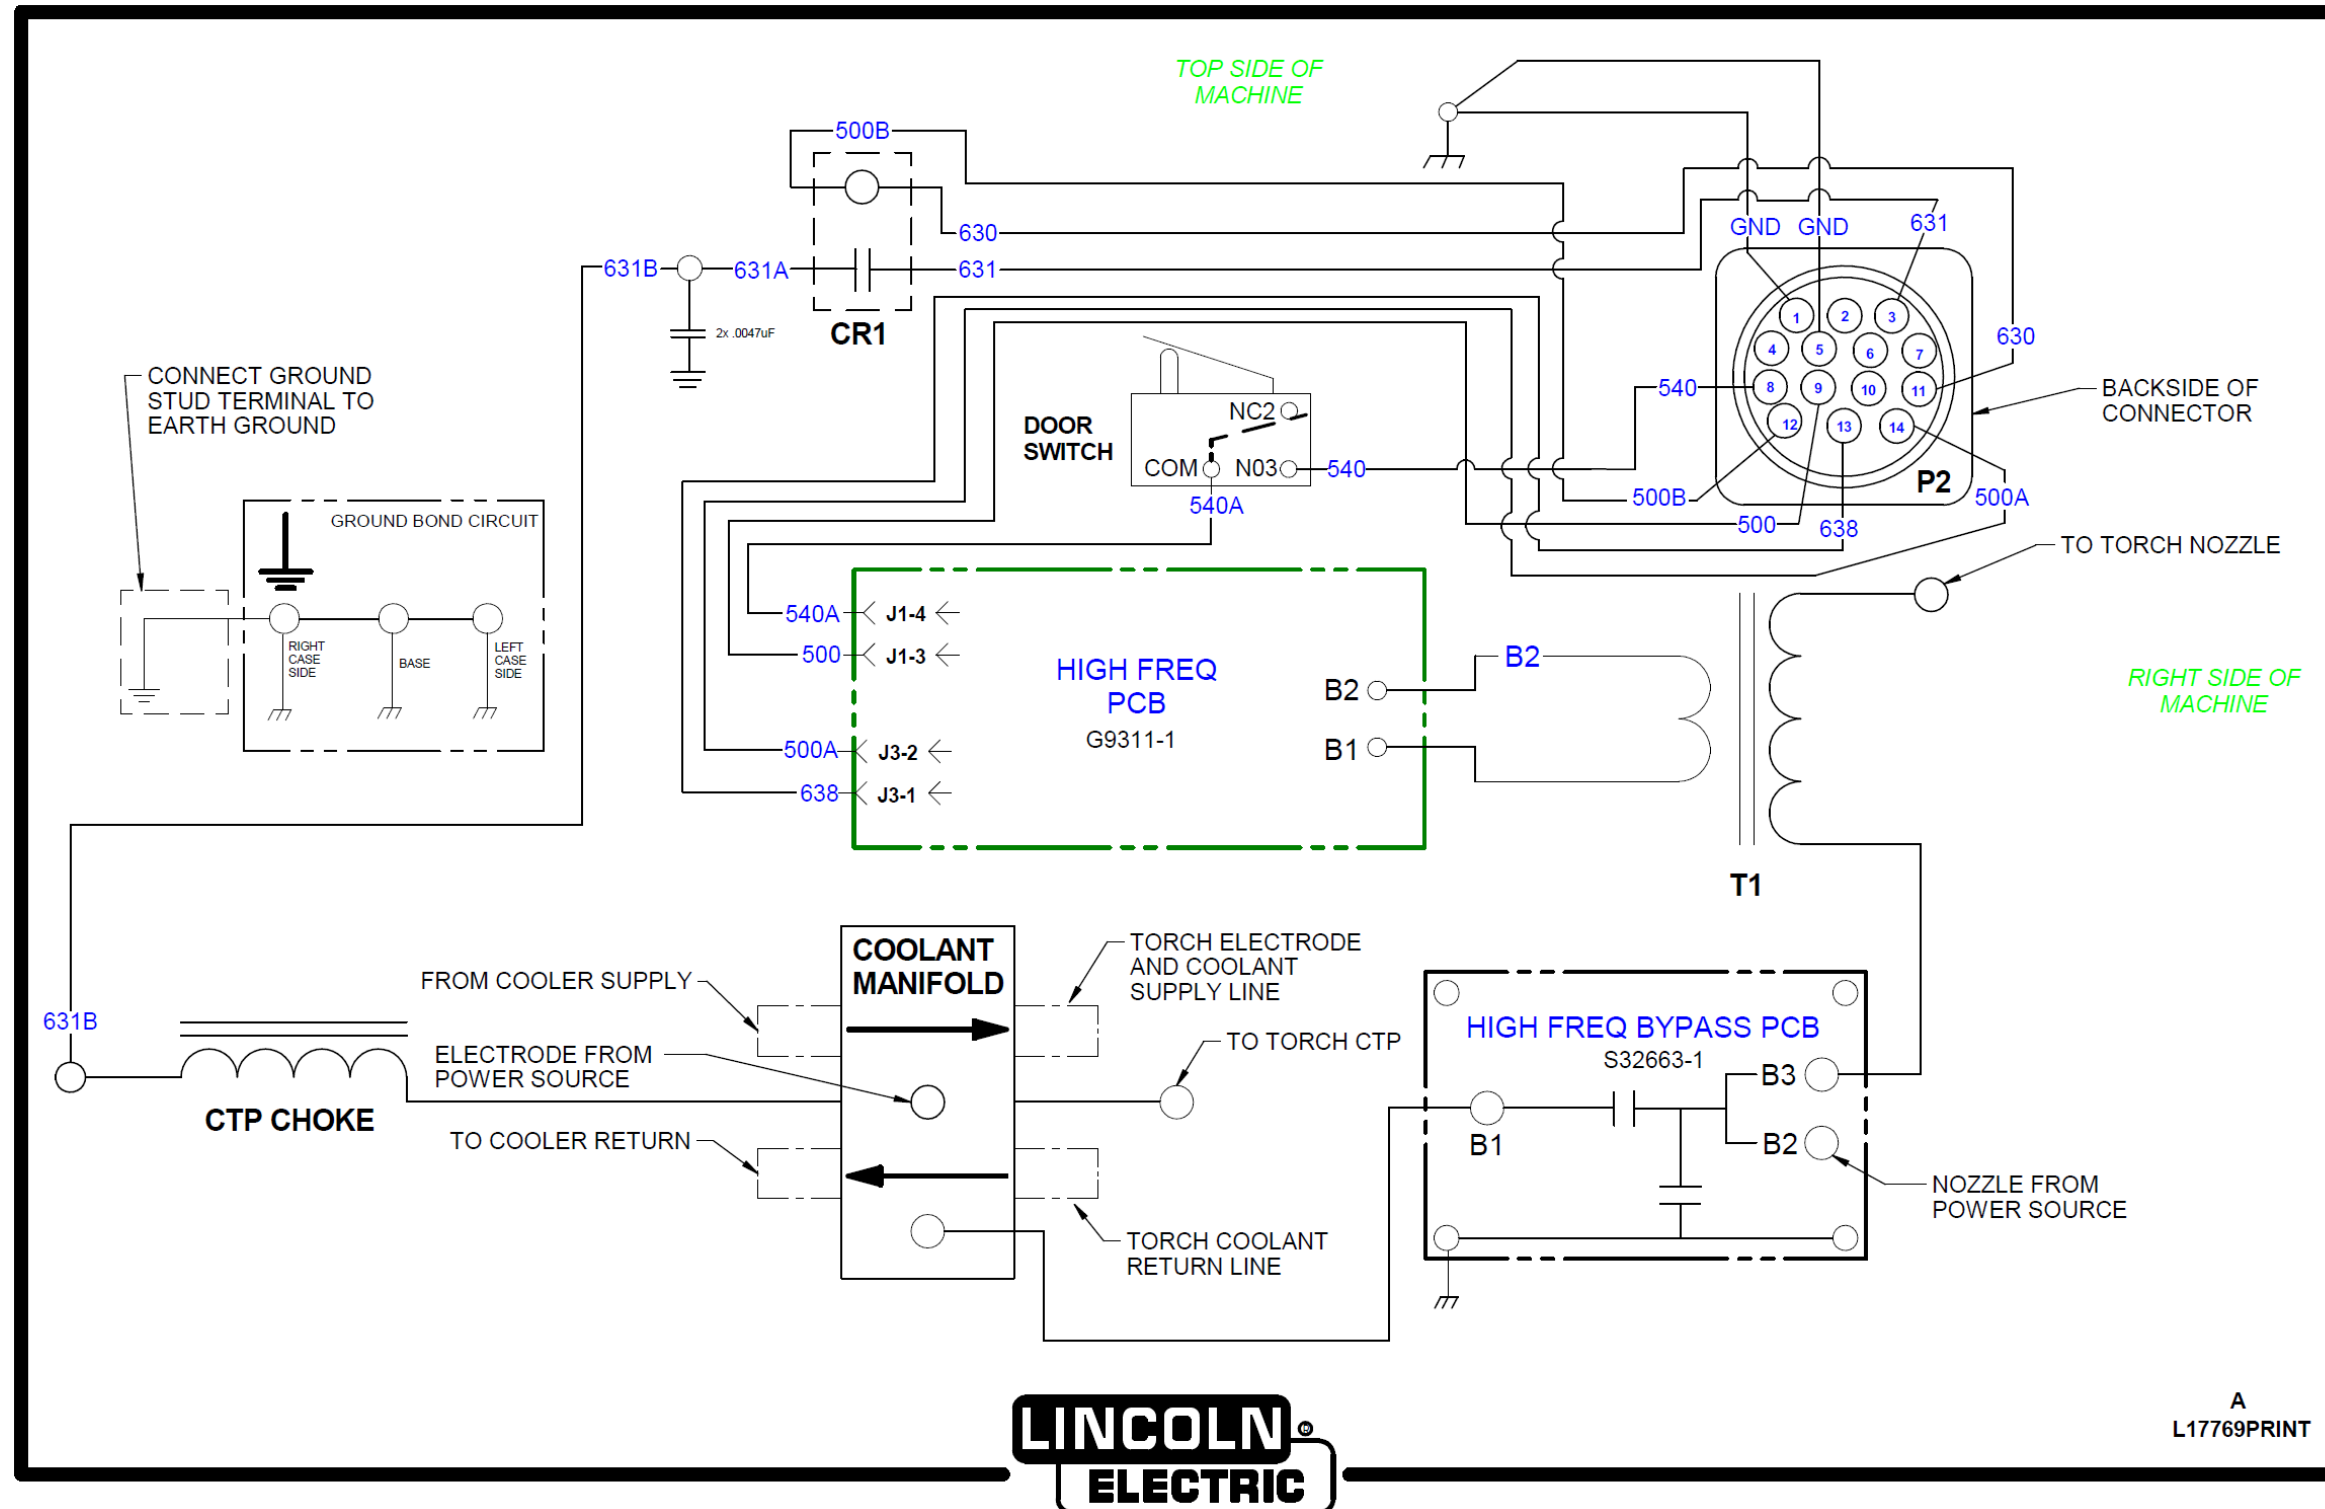 TOP SIDE OF
MACHINE
500B
630
631B
631A
631
2x .0047uF
CR1
GND
GND
631
1
2
3
4
5
6
7
8
9
10
11
12
13
14
630
540
BACKSIDE OF
CONNECTOR
P2
500B
500A
500
638
CONNECT GROUND
STUD TERMINAL TO
EARTH GROUND
DOOR
SWITCH
NC2
COM
N03
540
540A
GROUND BOND CIRCUIT
RIGHT
CASE
SIDE
BASE
LEFT
CASE
SIDE
TO TORCH NOZZLE
540A
J1-4
500
J1-3
500A
J3-2
638
J3-1
HIGH FREQ
PCB
G9311-1
B2
B1
B2
T1
RIGHT SIDE OF
MACHINE
631B
CTP CHOKE
COOLANT
MANIFOLD
FROM COOLER SUPPLY
ELECTRODE FROM
POWER SOURCE
TO COOLER RETURN
TORCH ELECTRODE
AND COOLANT
SUPPLY LINE
TO TORCH CTP
TORCH COOLANT
RETURN LINE
HIGH FREQ BYPASS PCB
S32663-1
B1
B3
B2
NOZZLE FROM
POWER SOURCE
LINCOLN ®
ELECTRIC
A
L17769PRINT